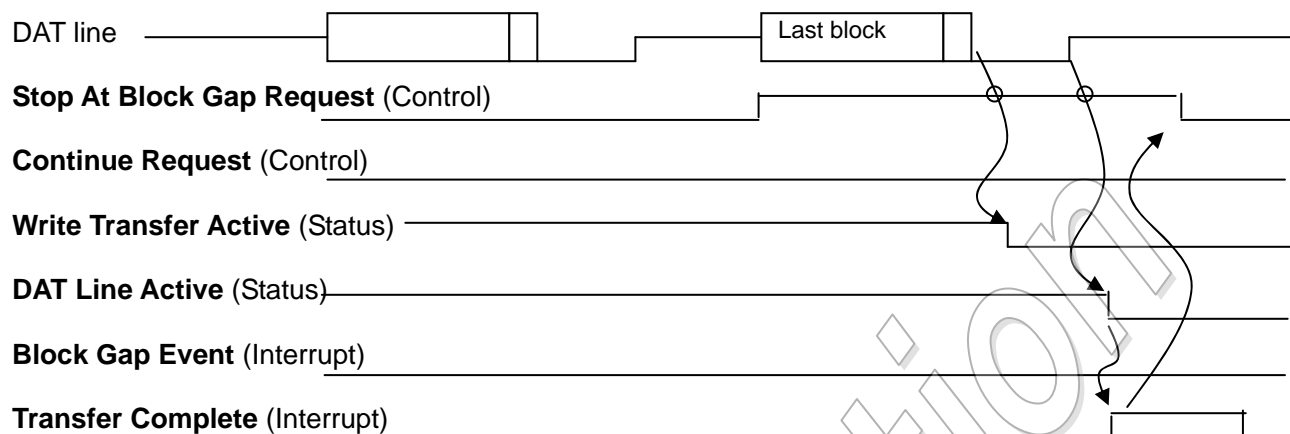 DAT line
Last block
Stop At Block Gap Request (Control)
Continue Request (Control)
Write Transfer Active (Status)
DAT Line Active (Status)
Block Gap Event (Interrupt)
Transfer Complete (Interrupt)
tion